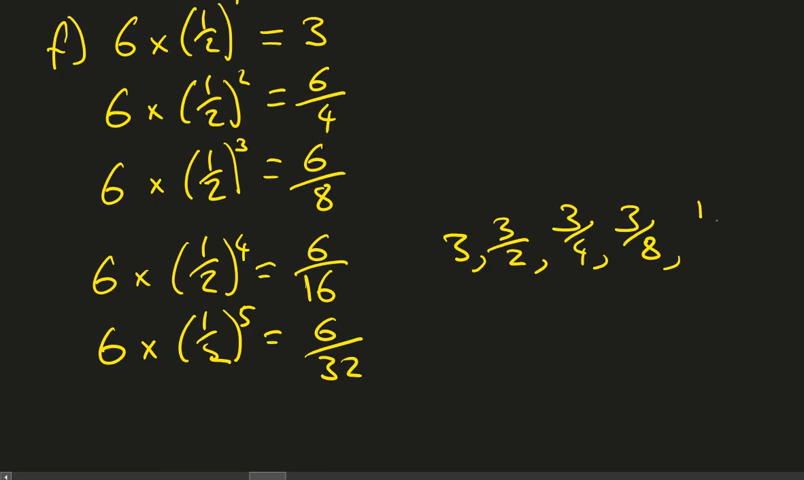 f) 6 × (1/2)^1 = 3
6 × (1/2)^2 = 6/4
6 × (1/2)^3 = 6/8
6 × (1/2)^4 = 6/16
6 × (1/2)^5 = 6/32
3, 3/2, 3/4, 3/8,